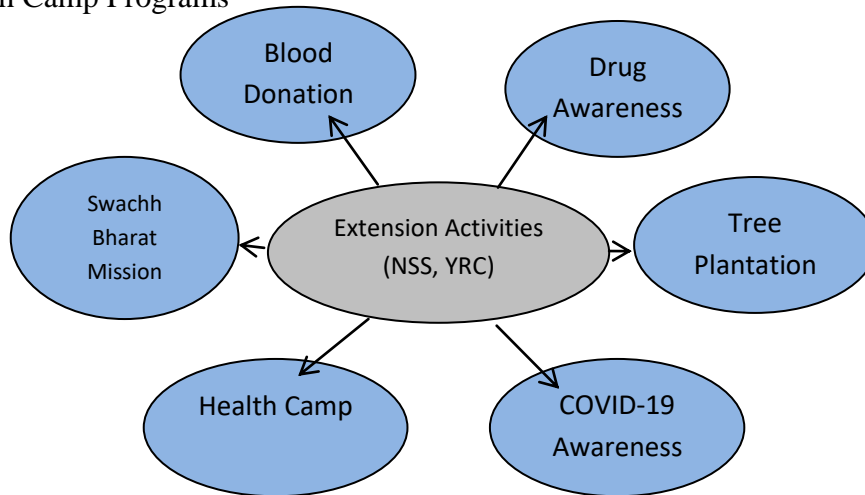 Camp Programs
Blood
Donation
Drug
Awareness
Swachh
Bharat
Mission
Extension Activities
(NSS, YRC)
Tree
Plantation
Health Camp
COVID-19
Awareness